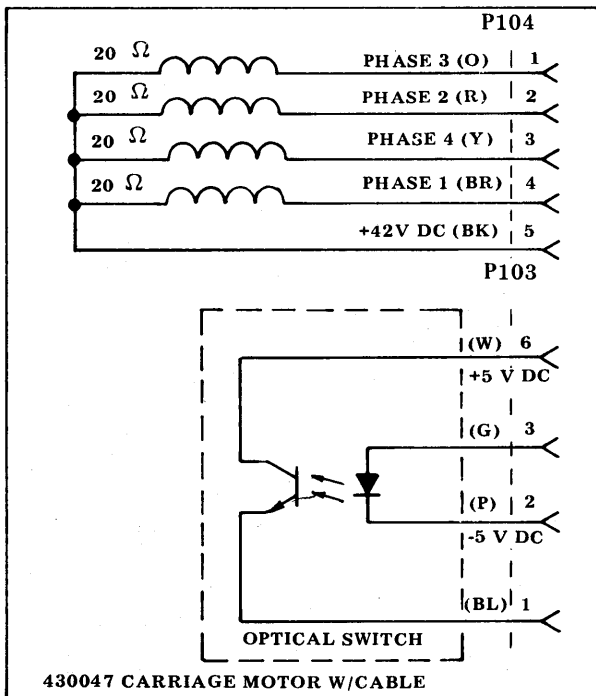 P104
20 Ω PHASE 3 (O) 1
20 Ω PHASE 2 (R) 2
20 Ω PHASE 4 (Y) 3
20 Ω PHASE 1 (BR) 4
+42V DC (BK) 5
P103
(W) 6
+5 V DC
(G) 3
(P) 2
-5 V DC
(BL) 1
OPTICAL SWITCH
430047 CARRIAGE MOTOR W/CABLE